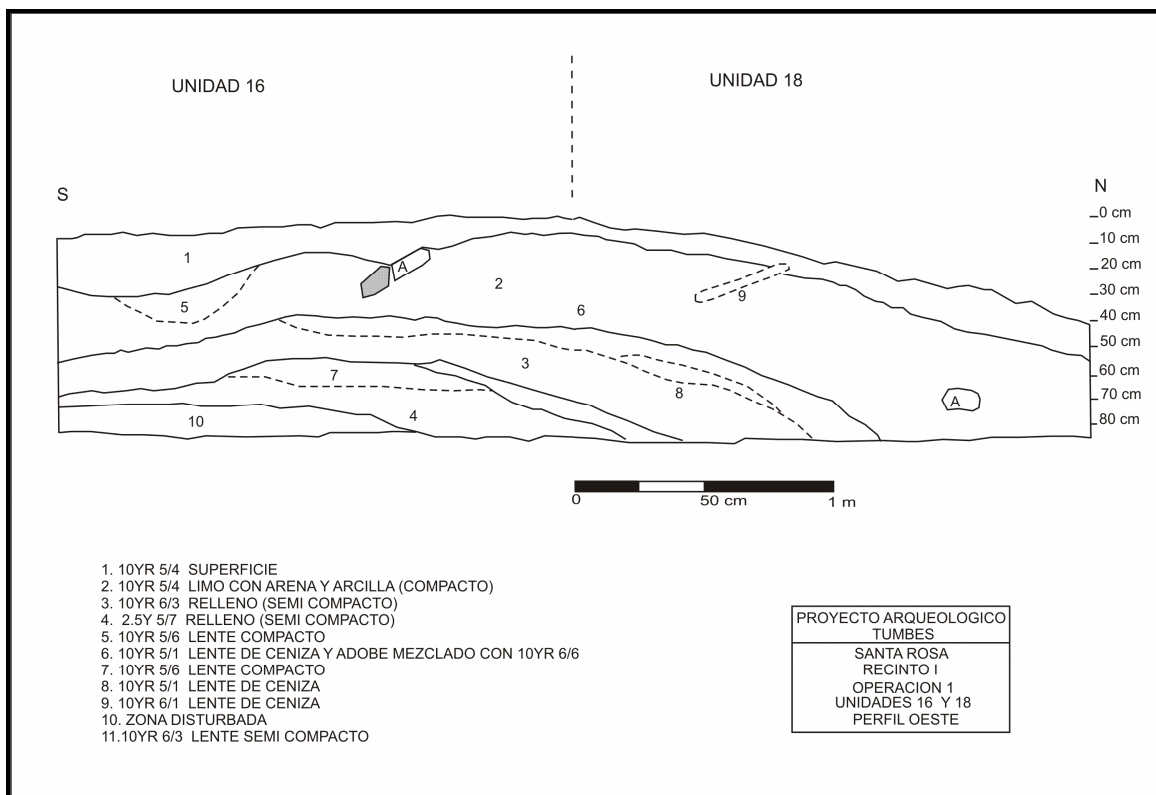 UNIDAD 16
UNIDAD 18
S
N
0 cm
10 cm
20 cm
30 cm
40 cm
50 cm
60 cm
70 cm
80 cm
1
A
2
5
9
6
3
7
8
A
4
10
0
50 cm
1 m
1. 10YR 5/4 SUPERFICIE
2. 10YR 5/4 LIMO CON ARENA Y ARCILLA (COMPACTO)
3. 10YR 6/3 RELLENO (SEMI COMPACTO)
4. 2.5Y 5/7 RELLENO (SEMI COMPACTO)
5. 10YR 5/6 LENTE COMPACTO
6. 10YR 5/1 LENTE DE CENIZA Y ADOBE MEZCLADO CON 10YR 6/6
7. 10YR 5/6 LENTE COMPACTO
8. 10YR 5/1 LENTE DE CENIZA
9. 10YR 6/1 LENTE DE CENIZA
10. ZONA DISTURBADA
11.10YR 6/3 LENTE SEMI COMPACTO
PROYECTO ARQUEOLOGICO
TUMBES
SANTA ROSA
RECINTO I
OPERACION 1
UNIDADES 16 Y 18
PERFIL OESTE